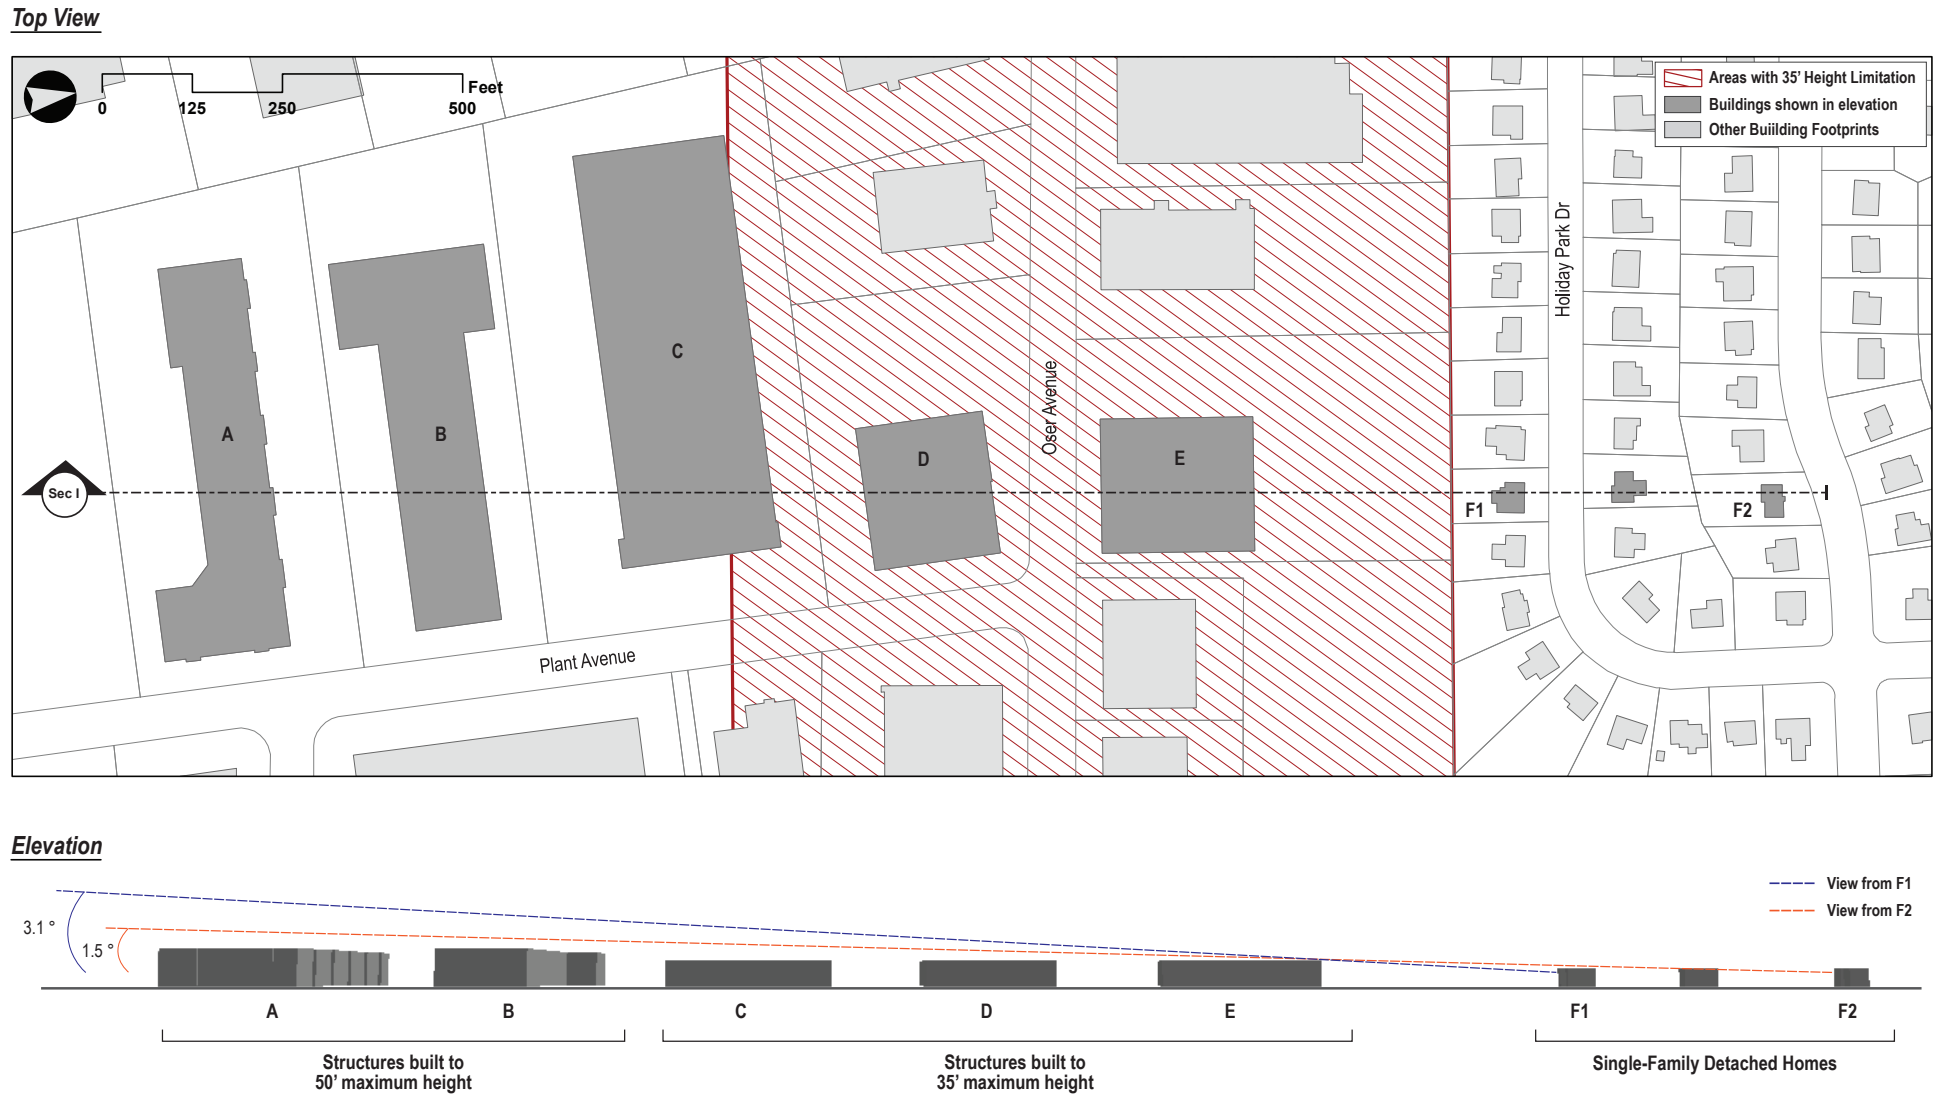 Top View
Feet
0 125 250 500
Areas with 35' Height Limitation
Buildings shown in elevation
Other Buiilding Footprints
Holiday Park Dr
Oser Avenue
Plant Avenue
A
B
C
D
E
Sec I
F1
F2
Elevation
View from F1
View from F2
3.1 °
1.5 °
A B C D E F1 F2
Structures built to
50' maximum height
Structures built to
35' maximum height
Single-Family Detached Homes